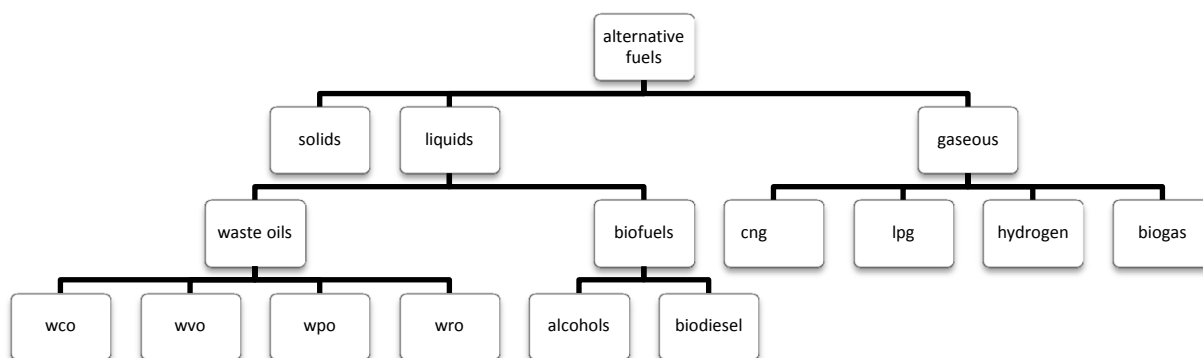 alternative
fuels
solids
liquids
gaseous
waste oils
biofuels
cng
lpg
hydrogen
biogas
wco
wvo
wpo
wro
alcohols
biodiesel